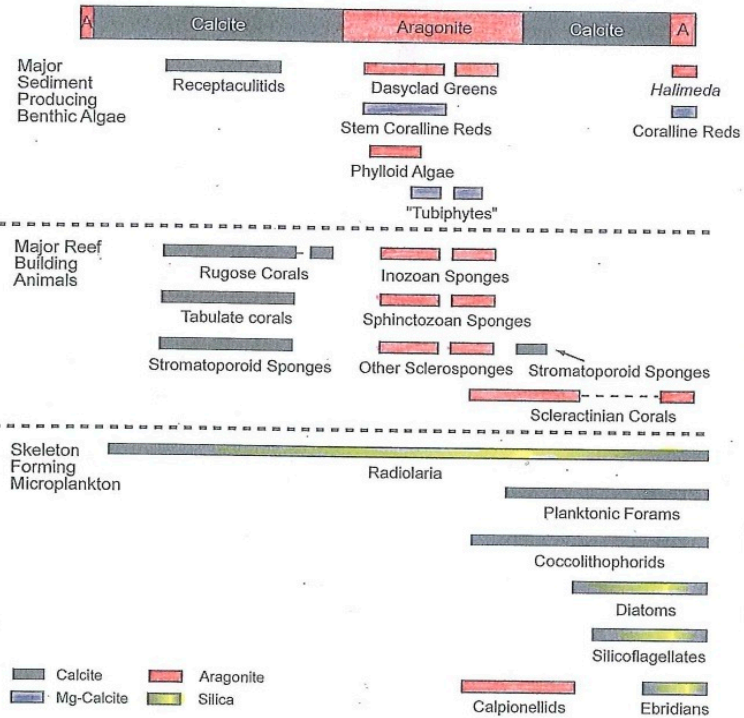 A Calcite Aragonite Calcite A
Major
Sediment
Producing
Benthic Algae
Receptaculitids
Dasyclad Greens
Halimeda
Stem Coralline Reds
Coralline Reds
Phylloid Algae
"Tubiphytes"
Major Reef
Building
Animals
Rugose Corals
Inozoan Sponges
Tabulate corals
Sphinctozoan Sponges
Stromatoporoid Sponges
Other Sclerosponges
Stromatoporoid Sponges
Scleractinian Corals
Skeleton
Forming
Microplankton
Radiolaria
Planktonic Forams
Coccolithophorids
Diatoms
Silicoflagellates
Calcite
Aragonite
Mg-Calcite
Silica
Calpionellids
Ebridians